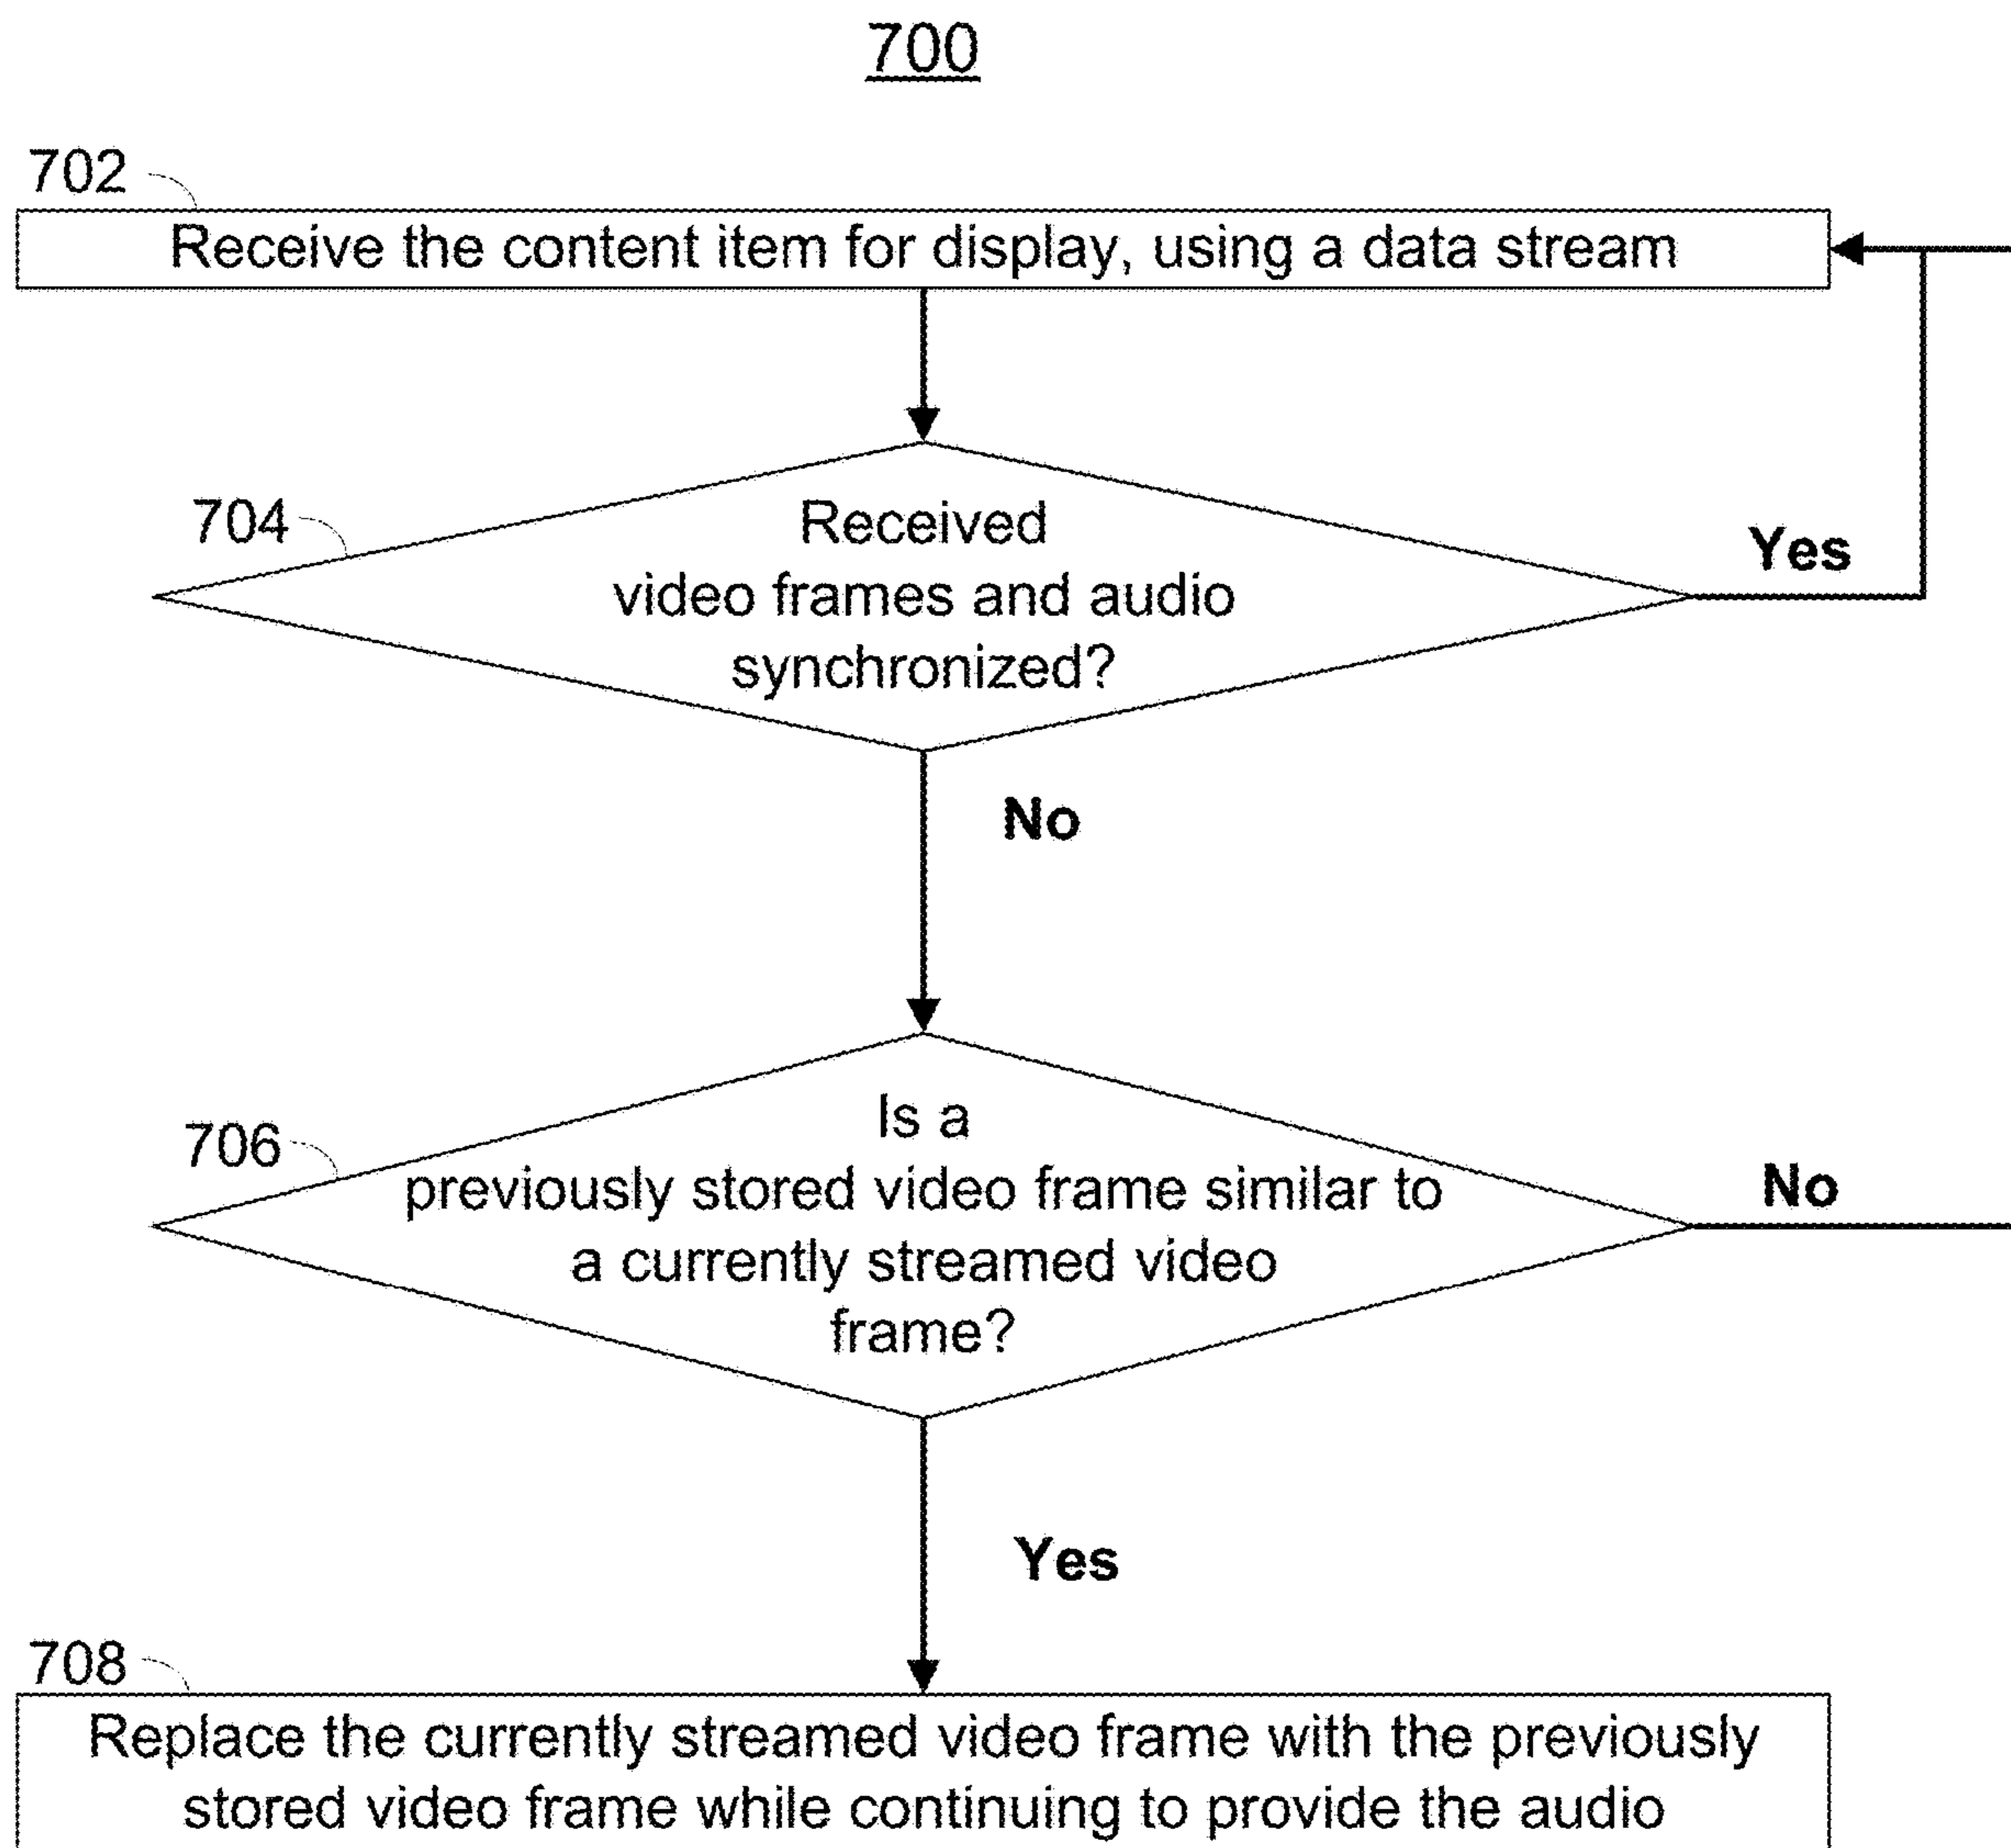 700
702
Receive the content item for display, using a data stream
704
Received
video frames and audio
synchronized?
Yes
No
706
Is a
previously stored video frame similar to
a currently streamed video
frame?
No
Yes
708
Replace the currently streamed video frame with the previously
stored video frame while continuing to provide the audio